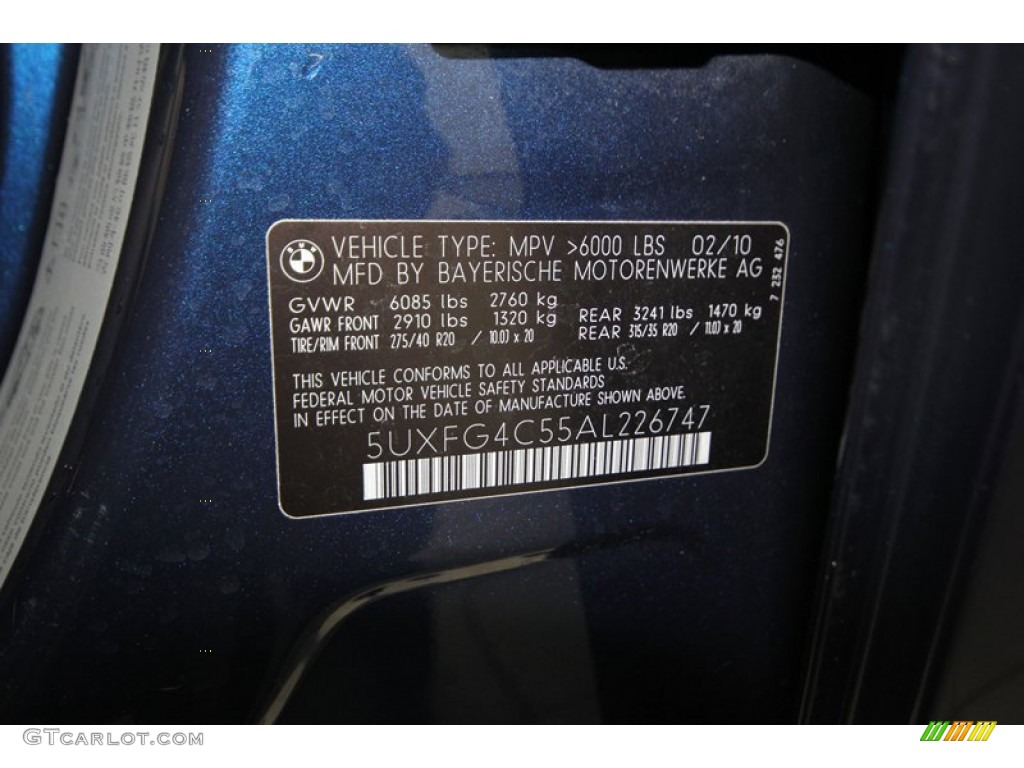 VEHICLE TYPE: MPV >6000 LBS 02/10
MFD BY BAYERISCHE MOTORENWERKE AG
7 232 476
GVWR 6085 lbs 2760 kg
GAWR FRONT 2910 lbs 1320 kg REAR 3241 lbs 1470 kg
TIRE/RIM FRONT 275/40 R20 / 10.0J x 20 REAR 315/35 R20 / 11.0J x 20
THIS VEHICLE CONFORMS TO ALL APPLICABLE U.S.
FEDERAL MOTOR VEHICLE SAFETY STANDARDS
IN EFFECT ON THE DATE OF MANUFACTURE SHOWN ABOVE.
5UXFG4C55AL226747
GTcarlot.com